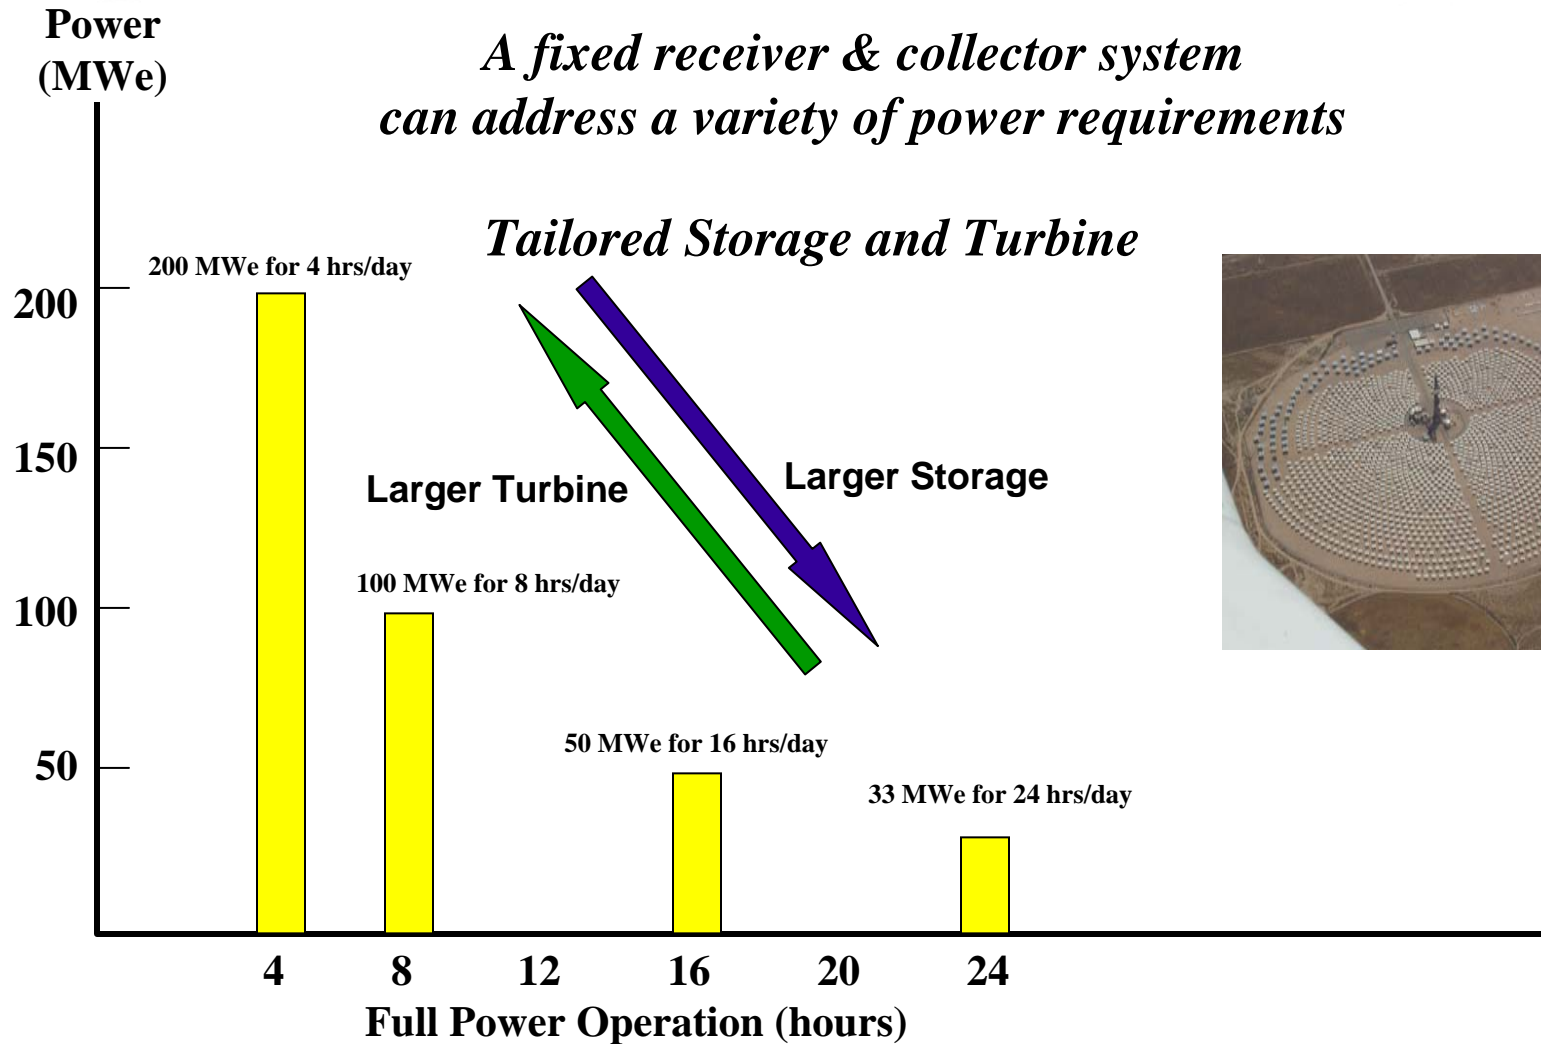 Power
(MWe)
A fixed receiver & collector system
can address a variety of power requirements
Tailored Storage and Turbine
200 MWe for 4 hrs/day
200
150
Larger Turbine
Larger Storage
100 MWe for 8 hrs/day
100
50 MWe for 16 hrs/day
50
33 MWe for 24 hrs/day
4 8 12 16 20 24
Full Power Operation (hours)